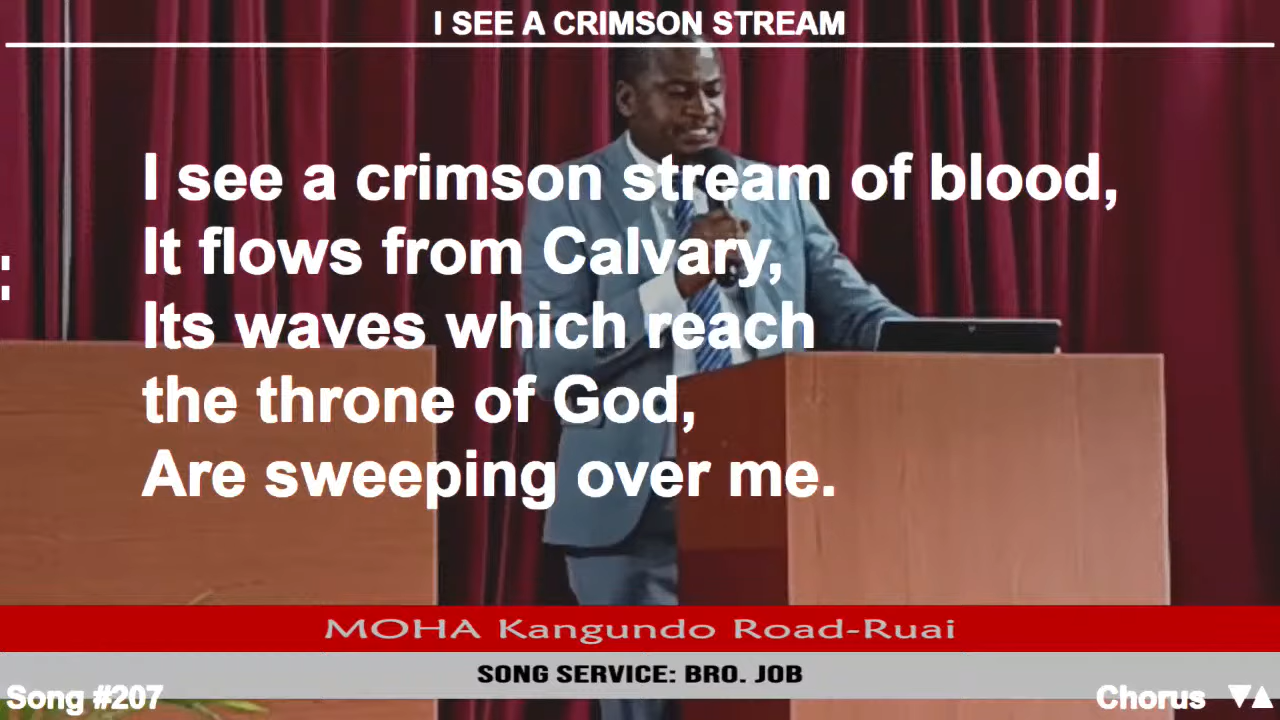 I SEE A CRIMSON STREAM
I see a crimson stream of blood,
It flows from Calvary,
Its waves which reach
the throne of God,
Are sweeping over me.
MOHA Kangundo Road-Ruai
SONG SERVICE: BRO. JOB
Song #207
Chorus ▼▲